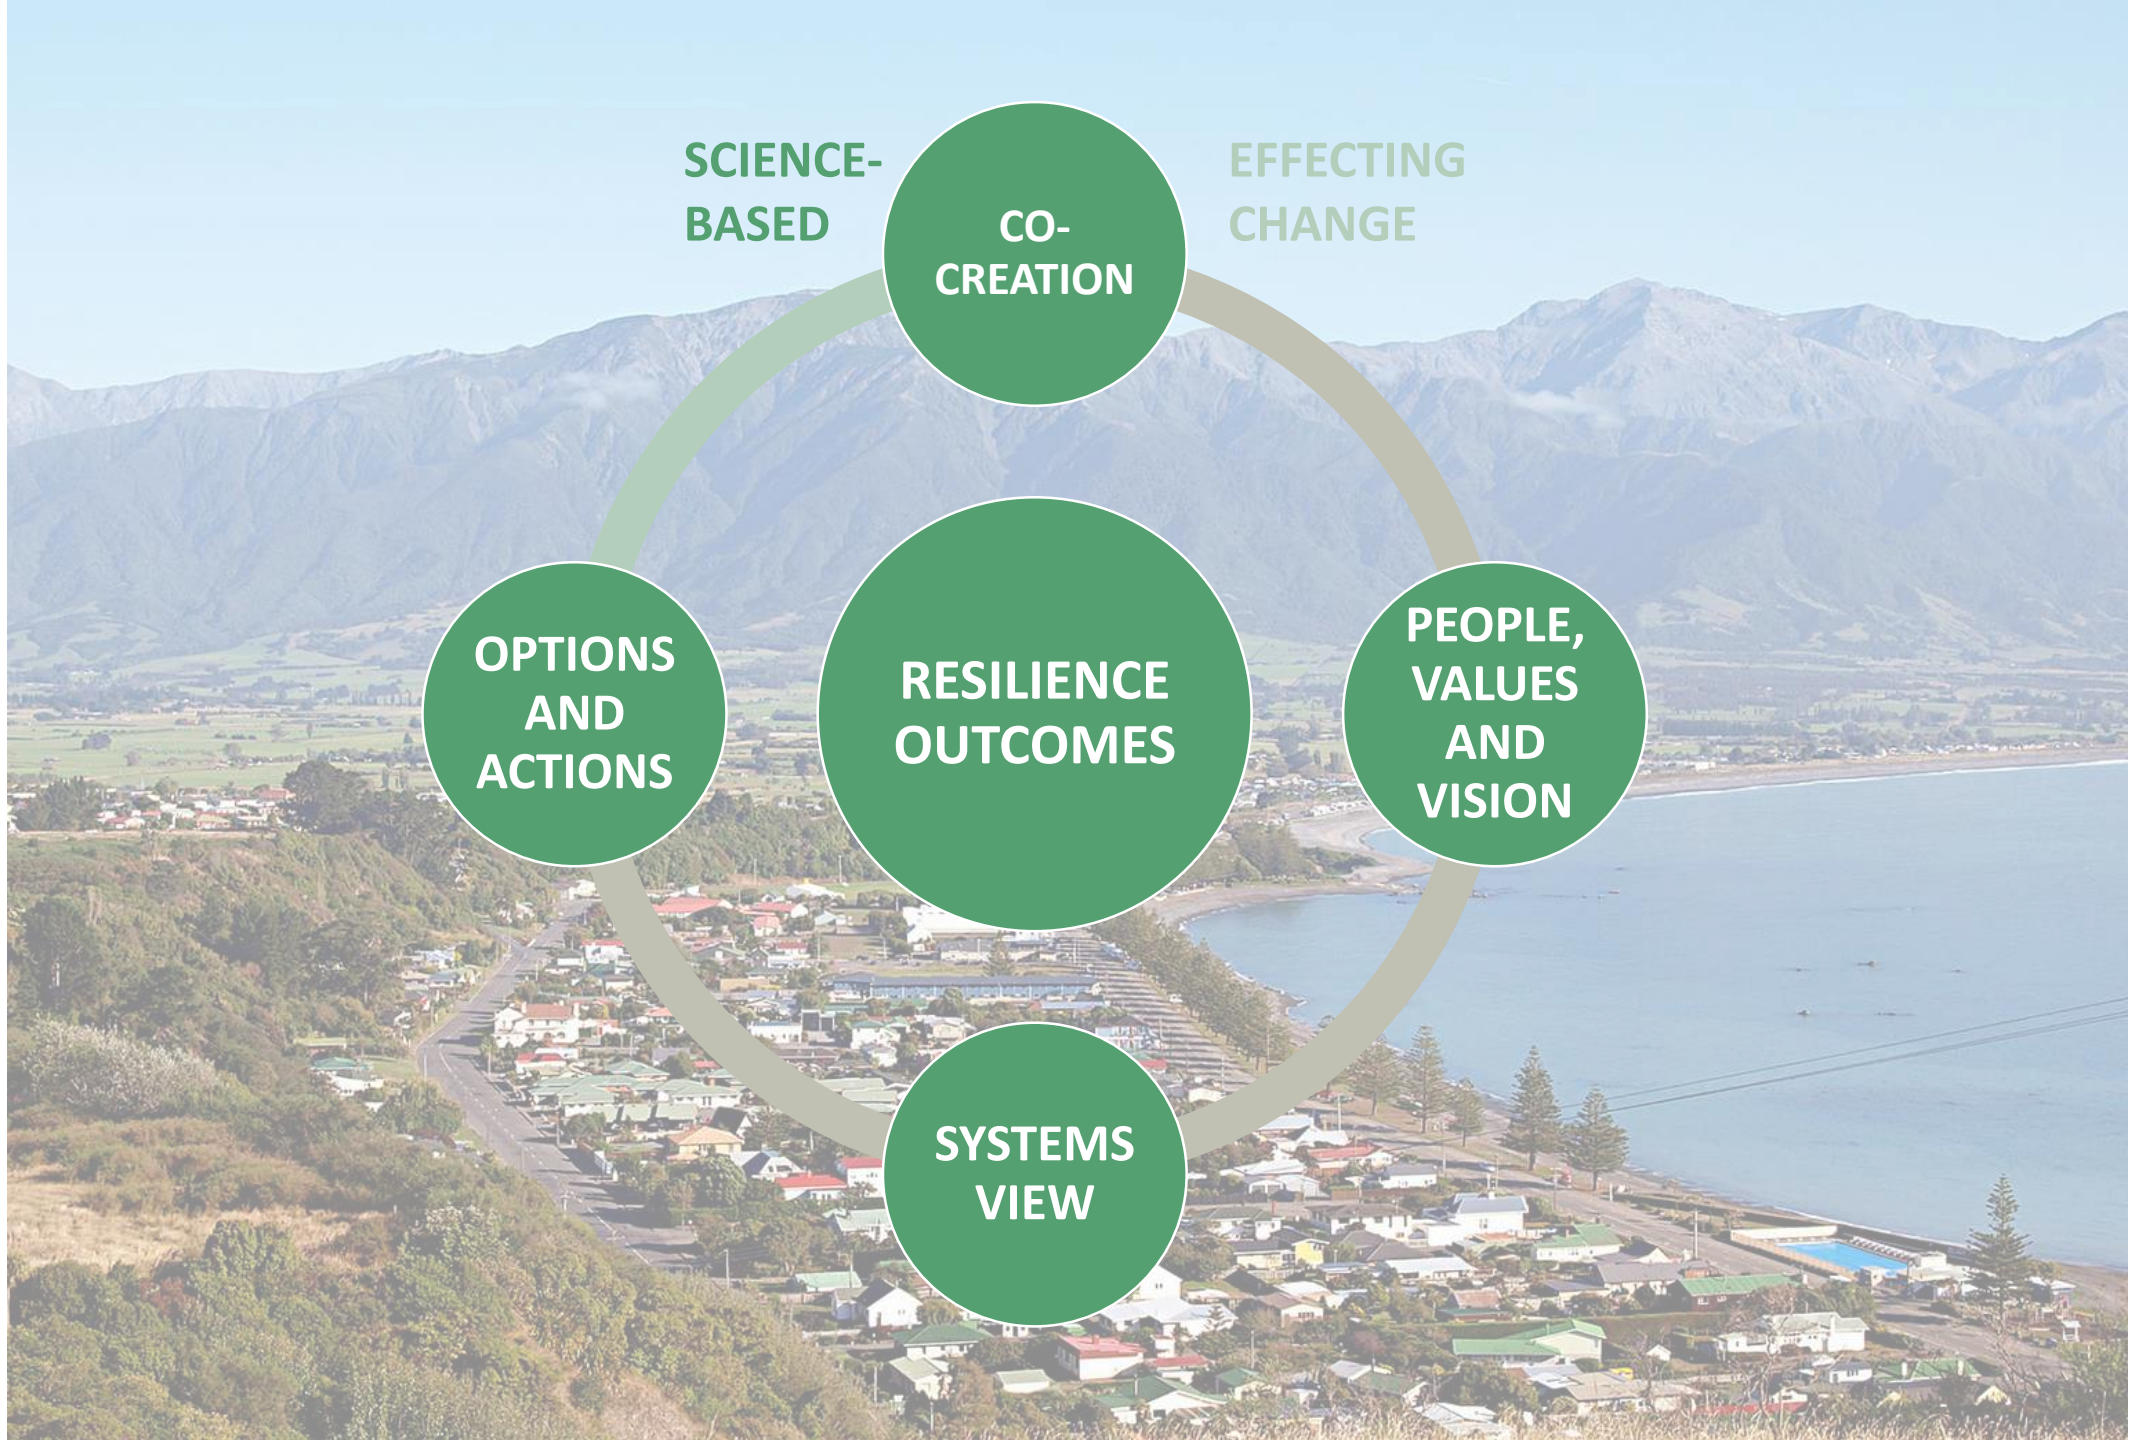 SCIENCE-
BASED
CO-
CREATION
EFFECTING
CHANGE
OPTIONS
AND
ACTIONS
RESILIENCE
OUTCOMES
PEOPLE,
VALUES
AND
VISION
SYSTEMS
VIEW